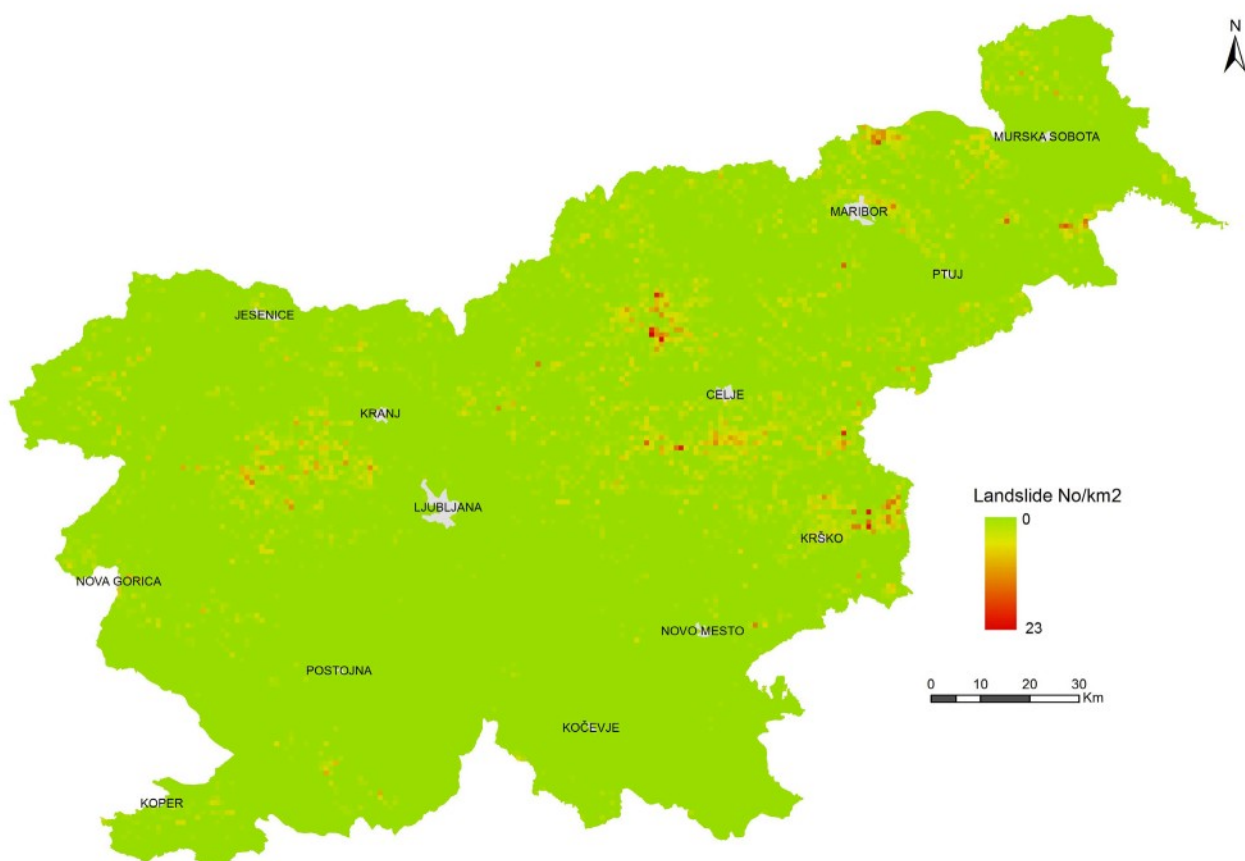 N
MURSKA SOBOTA
MARIBOR
PTUJ
JESENICE
CELJE
KRANJ
LJUBLJANA
Landslide No/km2
0
23
KRŠKO
NOVA GORICA
NOVO MESTO
POSTOJNA
0 10 20 30
Km
KOČEVJE
KOPER